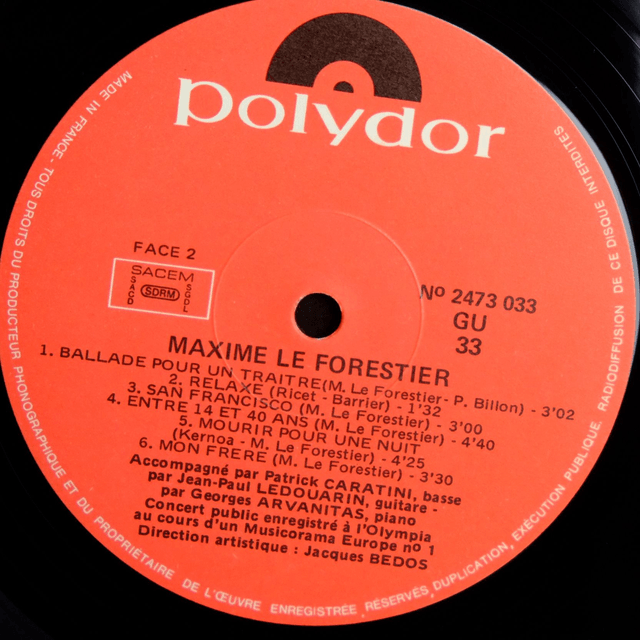 polydor
FACE 2
SACEM
SACD
SDRM
SGDL
Nº 2473 033
GU
33
MAXIME LE FORESTIER
1. BALLADE POUR UN TRAITRE(M. Le Forestier- P. Billon) - 3'02
2. RELAXE (Ricet - Barrier) - 1'32
3. SAN FRANCISCO (M. Le Forestier) - 3'00
4. ENTRE 14 ET 40 ANS (M. Le Forestier) - 4'40
5. MOURIR POUR UNE NUIT
(Kernoa - M. Le Forestier) - 4'25
6. MON FRERE (M. Le Forestier) - 3'30
Accompagné par Patrick CARATINI, basse
par Jean-Paul LEDOUARIN, guitare -
par Georges ARVANITAS, piano
Concert public enregistré à l'Olympia
au cours d'un Musicorama Europe nº 1
Direction artistique : Jacques BEDOS
MADE IN FRANCE - TOUS DROITS DU PRODUCTEUR PHONOGRAPHIQUE ET DU PROPRIETAIRE DE L'ŒUVRE ENREGISTRÉE RÉSERVÉS, DUPLICATION, EXÉCUTION PUBLIQUE, RADIODIFFUSION DE CE DISQUE INTERDITES